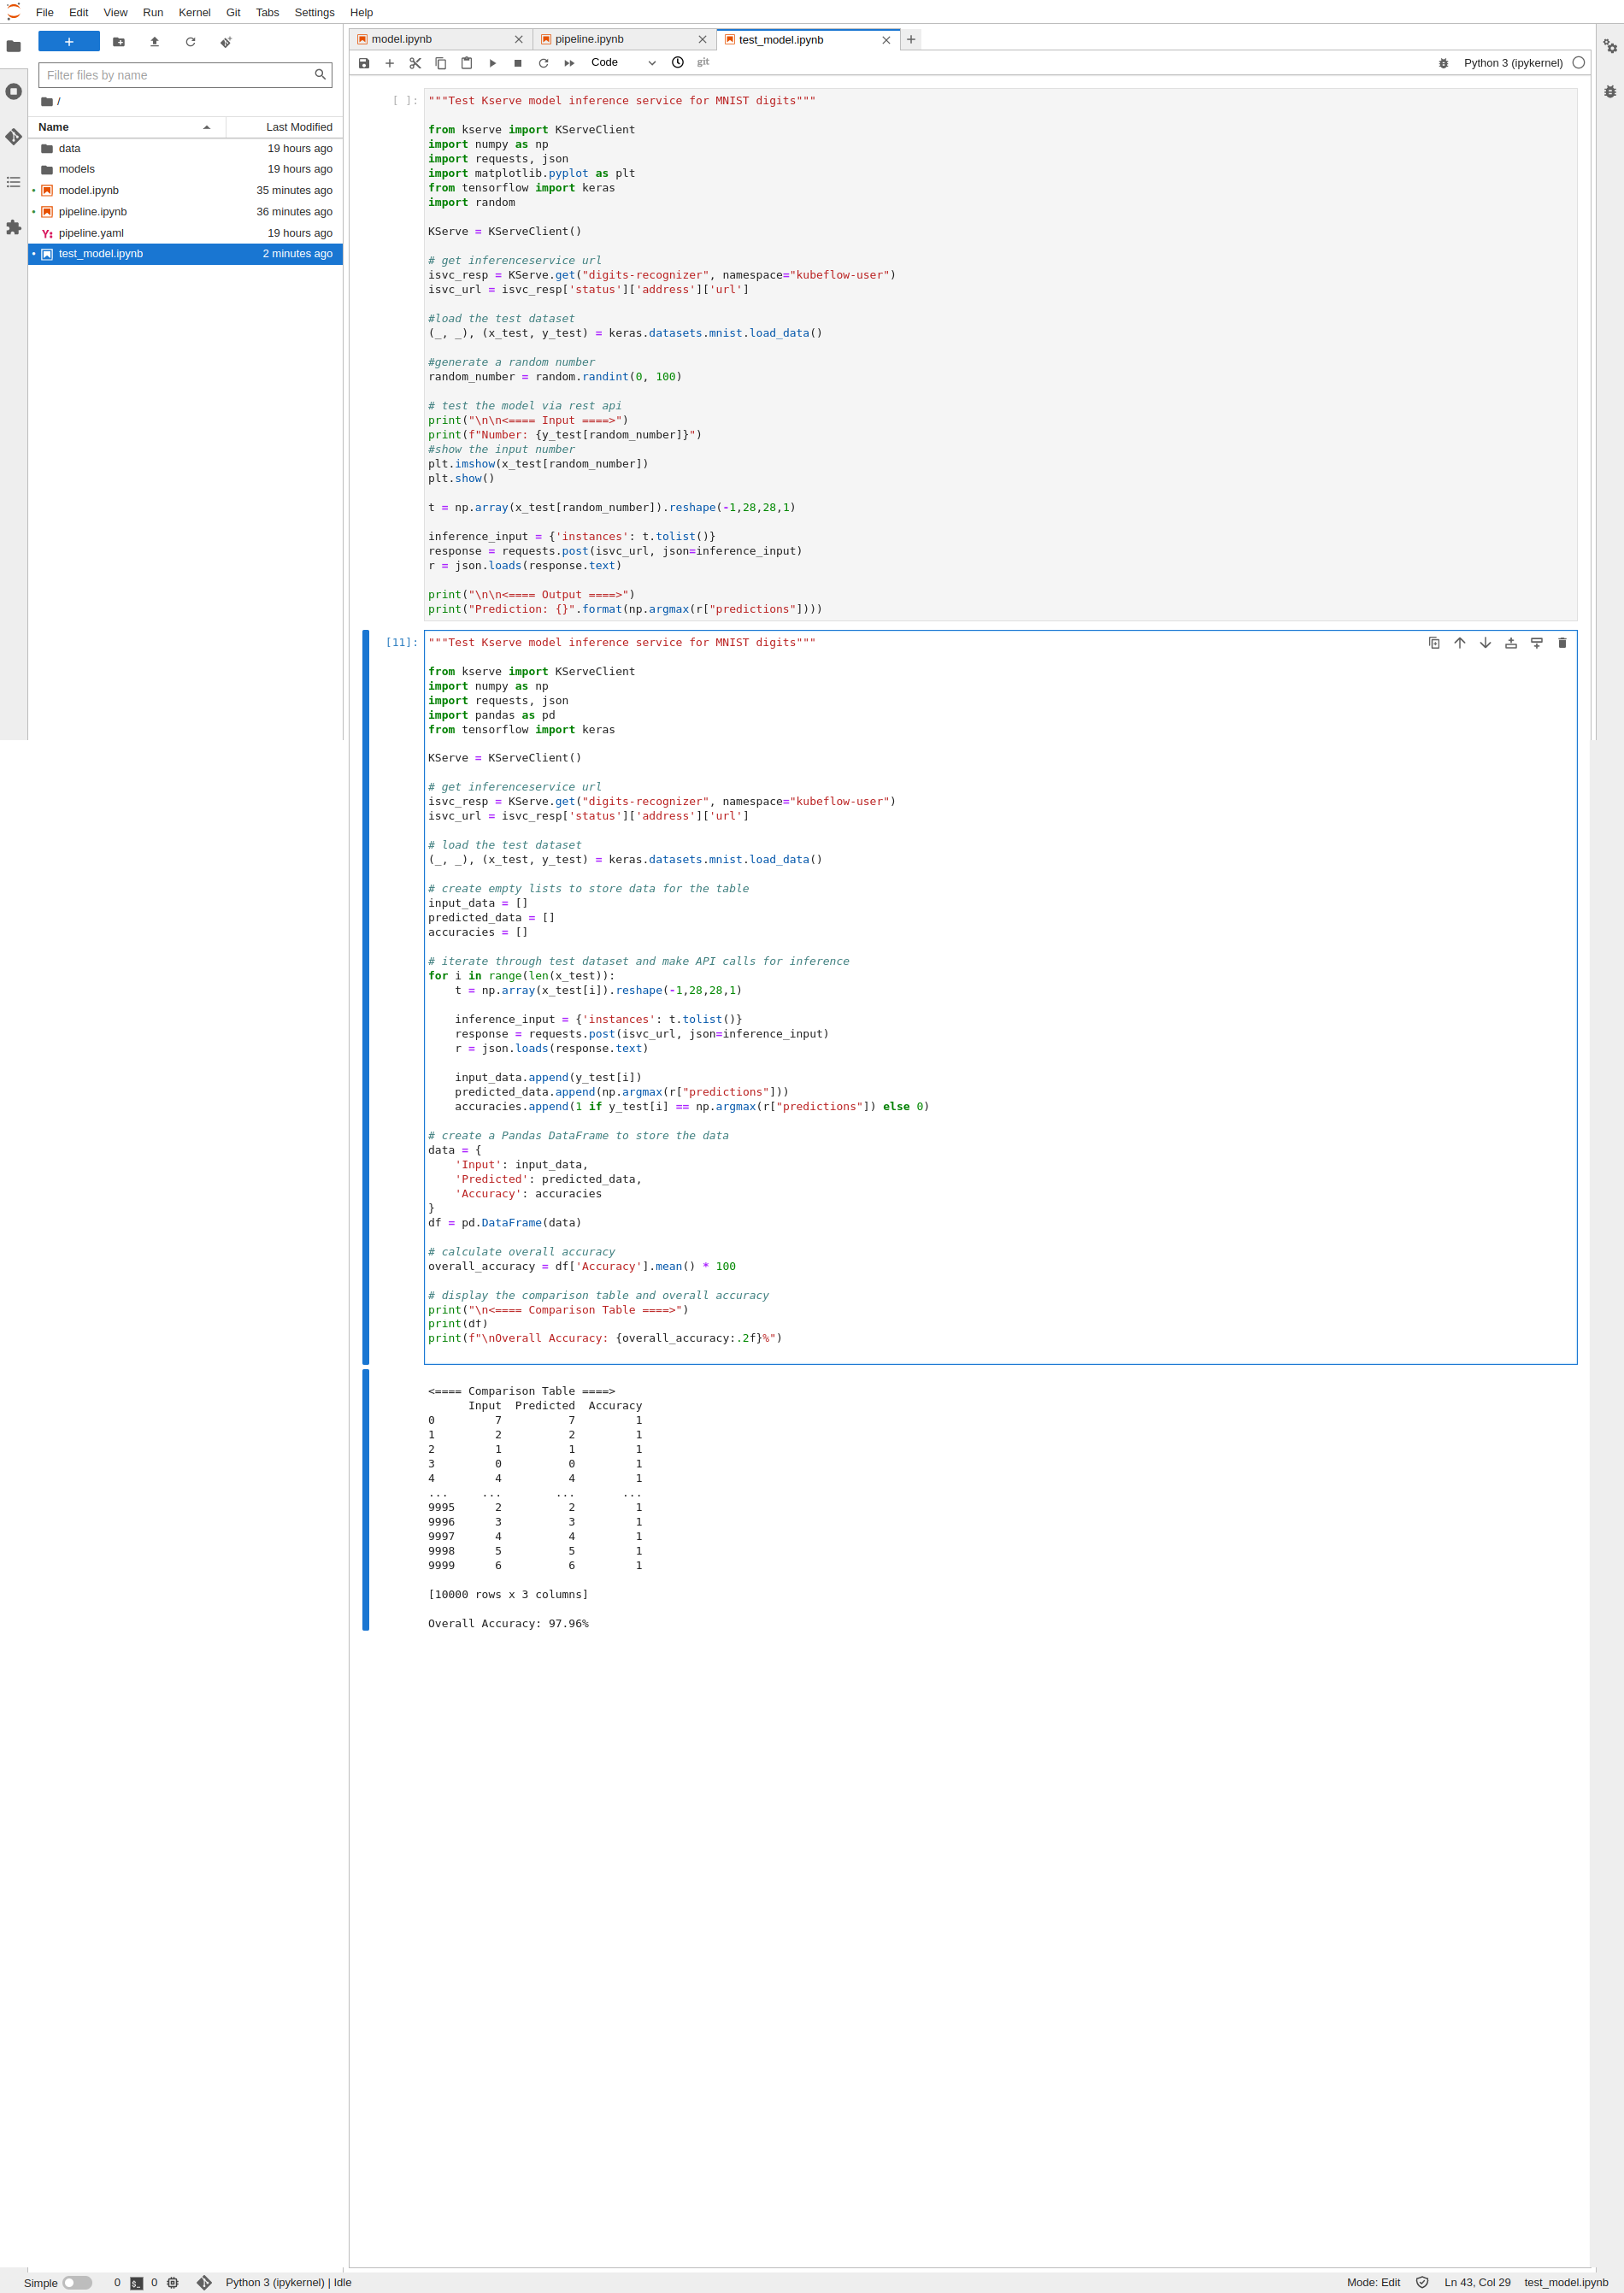 File Edit View Run Kernel Git Tabs Settings Help
Filter files by name
/
Name Last Modified
data 19 hours ago
models 19 hours ago
model.ipynb 35 minutes ago
pipeline.ipynb 36 minutes ago
Y: pipeline.yaml 19 hours ago
test_model.ipynb 2 minutes ago
model.ipynb pipeline.ipynb test_model.ipynb
Code git Python 3 (ipykernel)
[ ]: """Test Kserve model inference service for MNIST digits"""
from kserve import KServeClient
import numpy as np
import requests, json
import matplotlib.pyplot as plt
from tensorflow import keras
import random
KServe = KServeClient()
# get inferenceservice url
isvc_resp = KServe.get("digits-recognizer", namespace="kubeflow-user")
isvc_url = isvc_resp['status']['address']['url']
#load the test dataset
(_, _), (x_test, y_test) = keras.datasets.mnist.load_data()
#generate a random number
random_number = random.randint(0, 100)
# test the model via rest api
print("\n\n<==== Input ====>")
print(f"Number: {y_test[random_number]}")
#show the input number
plt.imshow(x_test[random_number])
plt.show()
t = np.array(x_test[random_number]).reshape(-1,28,28,1)
inference_input = {'instances': t.tolist()}
response = requests.post(isvc_url, json=inference_input)
r = json.loads(response.text)
print("\n\n<==== Output ====>")
print("Prediction: {}".format(np.argmax(r["predictions"])))
[11]: """Test Kserve model inference service for MNIST digits"""
from kserve import KServeClient
import numpy as np
import requests, json
import pandas as pd
from tensorflow import keras
KServe = KServeClient()
# get inferenceservice url
isvc_resp = KServe.get("digits-recognizer", namespace="kubeflow-user")
isvc_url = isvc_resp['status']['address']['url']
# load the test dataset
(_, _), (x_test, y_test) = keras.datasets.mnist.load_data()
# create empty lists to store data for the table
input_data = []
predicted_data = []
accuracies = []
# iterate through test dataset and make API calls for inference
for i in range(len(x_test)):
t = np.array(x_test[i]).reshape(-1,28,28,1)
inference_input = {'instances': t.tolist()}
response = requests.post(isvc_url, json=inference_input)
r = json.loads(response.text)
input_data.append(y_test[i])
predicted_data.append(np.argmax(r["predictions"]))
accuracies.append(1 if y_test[i] == np.argmax(r["predictions"]) else 0)
# create a Pandas DataFrame to store the data
data = {
'Input': input_data,
'Predicted': predicted_data,
'Accuracy': accuracies
}
df = pd.DataFrame(data)
# calculate overall accuracy
overall_accuracy = df['Accuracy'].mean() * 100
# display the comparison table and overall accuracy
print("\n<==== Comparison Table ====>")
print(df)
print(f"\nOverall Accuracy: {overall_accuracy:.2f}%")
<==== Comparison Table ====>
Input Predicted Accuracy
0 7 7 1
1 2 2 1
2 1 1 1
3 0 0 1
4 4 4 1
... ... ... ...
9995 2 2 1
9996 3 3 1
9997 4 4 1
9998 5 5 1
9999 6 6 1
[10000 rows x 3 columns]
Overall Accuracy: 97.96%
Simple 0 $_ 0 Python 3 (ipykernel) | Idle Mode: Edit Ln 43, Col 29 test_model.ipynb